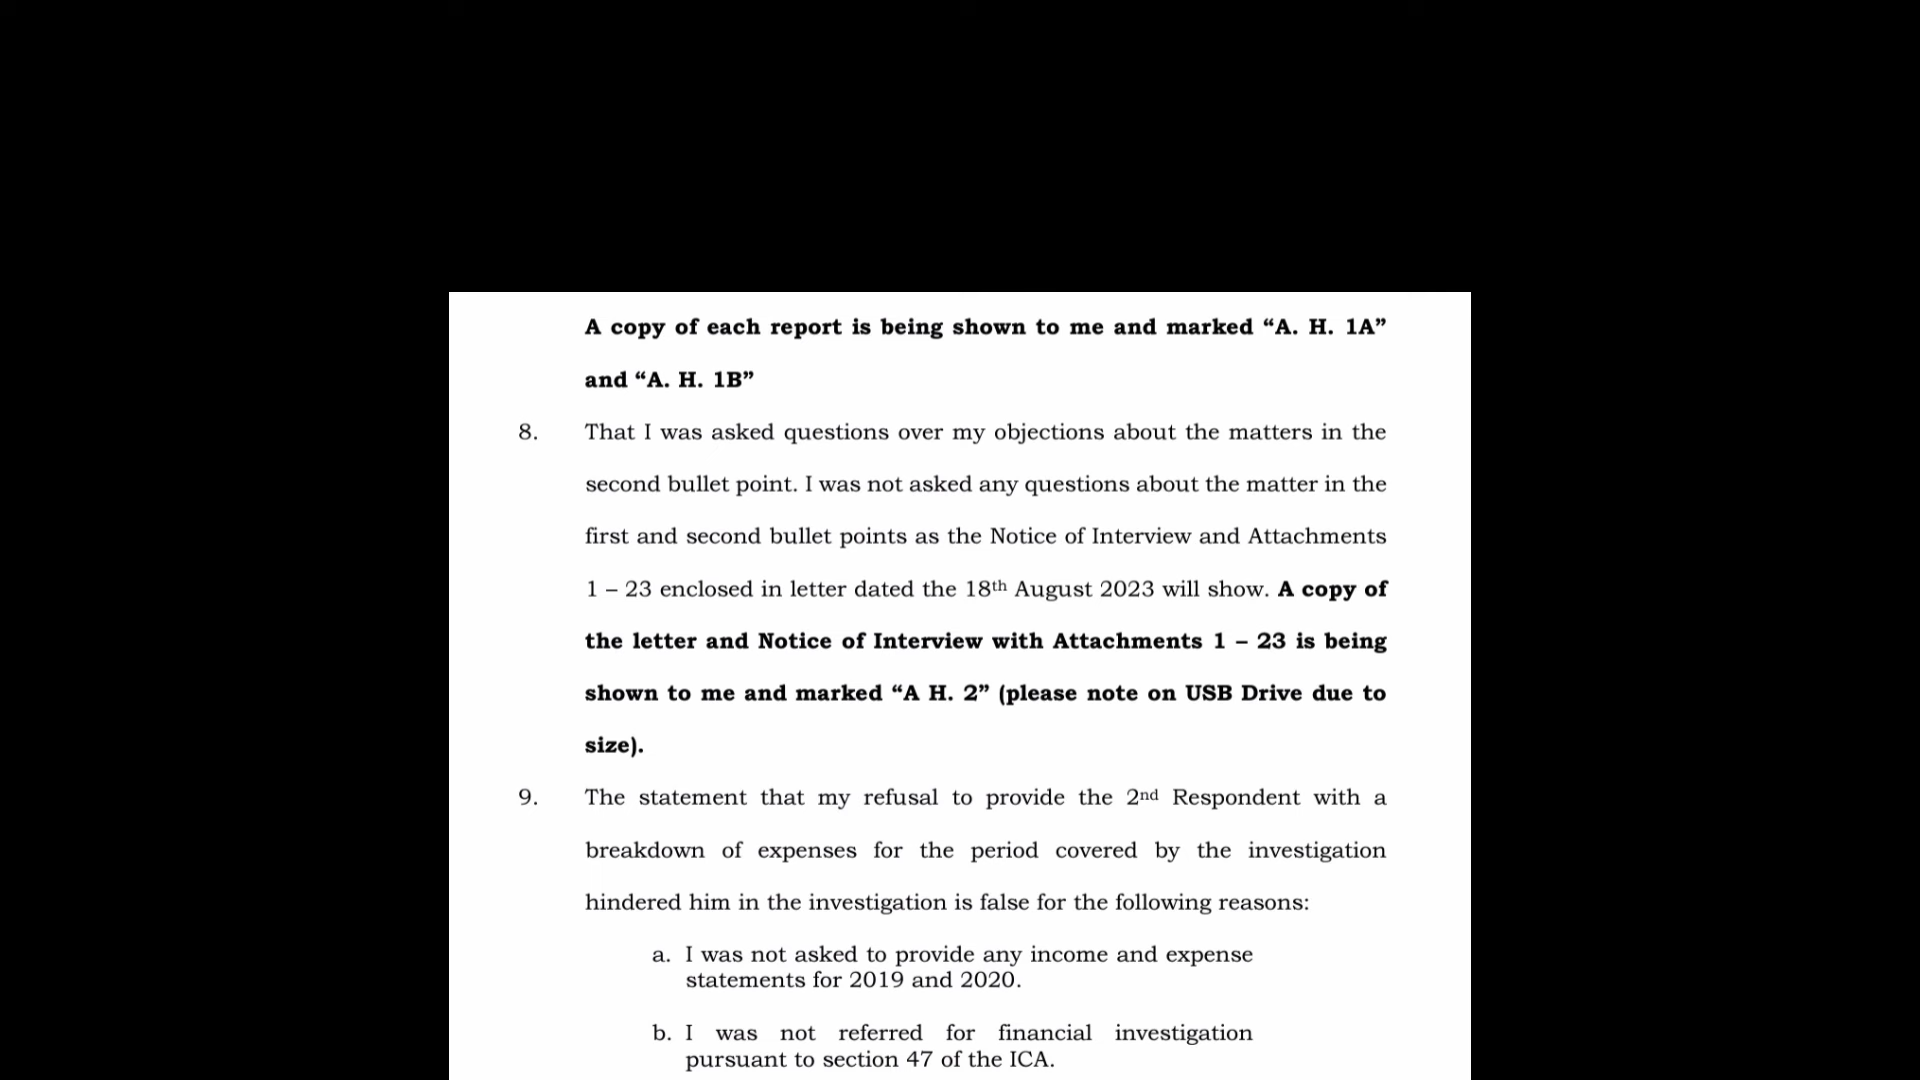 A copy of each report is being shown to me and marked “A. H. 1A”
and “A. H. 1B”
8. That I was asked questions over my objections about the matters in the
second bullet point. I was not asked any questions about the matter in the
first and second bullet points as the Notice of Interview and Attachments
1 – 23 enclosed in letter dated the 18th August 2023 will show. A copy of
the letter and Notice of Interview with Attachments 1 – 23 is being
shown to me and marked “A H. 2” (please note on USB Drive due to
size).
9. The statement that my refusal to provide the 2nd Respondent with a
breakdown of expenses for the period covered by the investigation
hindered him in the investigation is false for the following reasons:
a. I was not asked to provide any income and expense
statements for 2019 and 2020.
b. I was not referred for financial investigation
pursuant to section 47 of the ICA.